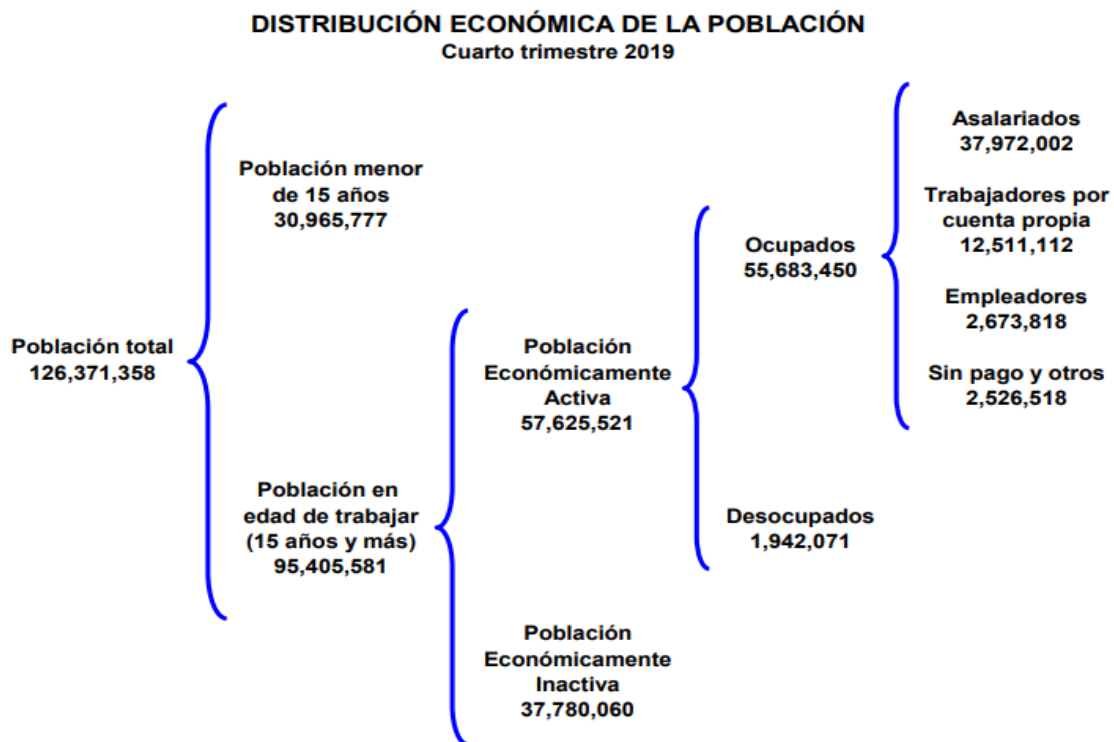 DISTRIBUCIÓN ECONÓMICA DE LA POBLACIÓN
Cuarto trimestre 2019
Población total
126,371,358
Población menor
de 15 años
30,965,777
Población en
edad de trabajar
(15 años y más)
95,405,581
Población
Económicamente
Activa
57,625,521
Población
Económicamente
Inactiva
37,780,060
Ocupados
55,683,450
Desocupados
1,942,071
Asalariados
37,972,002
Trabajadores por
cuenta propia
12,511,112
Empleadores
2,673,818
Sin pago y otros
2,526,518